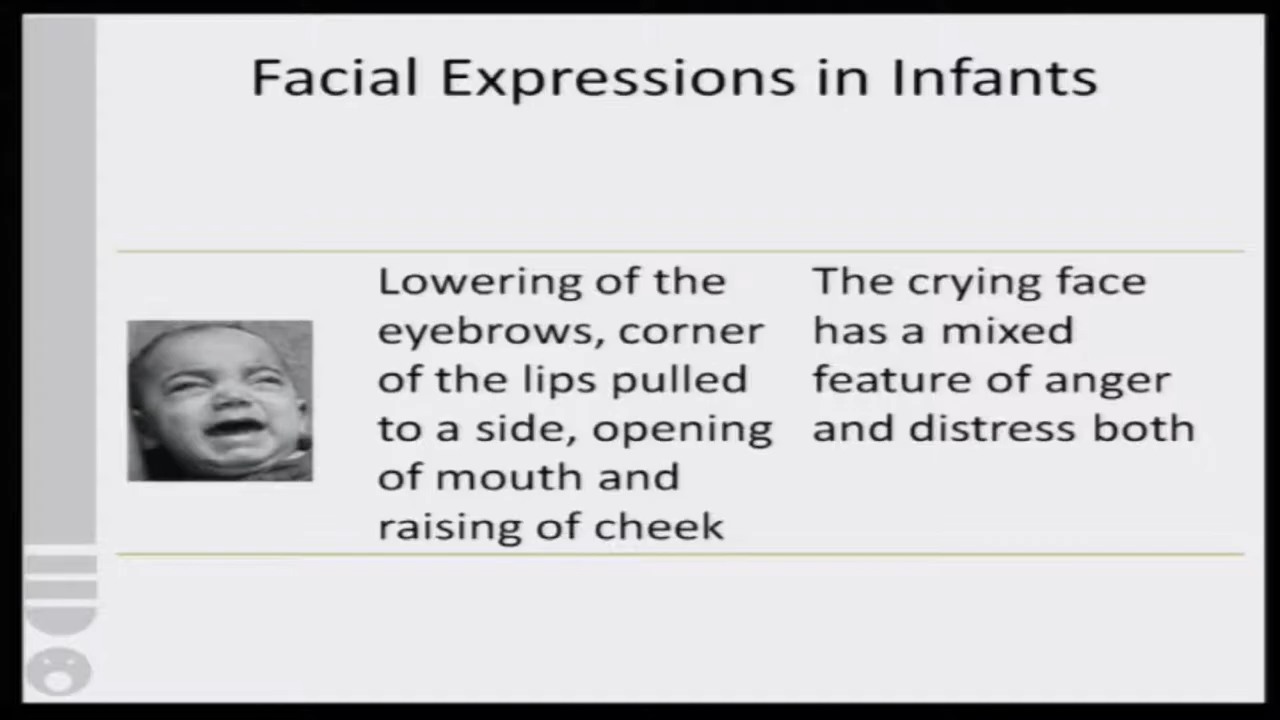 Facial Expressions in Infants
Lowering of the
eyebrows, corner
of the lips pulled
to a side, opening
of mouth and
raising of cheek
The crying face
has a mixed
feature of anger
and distress both